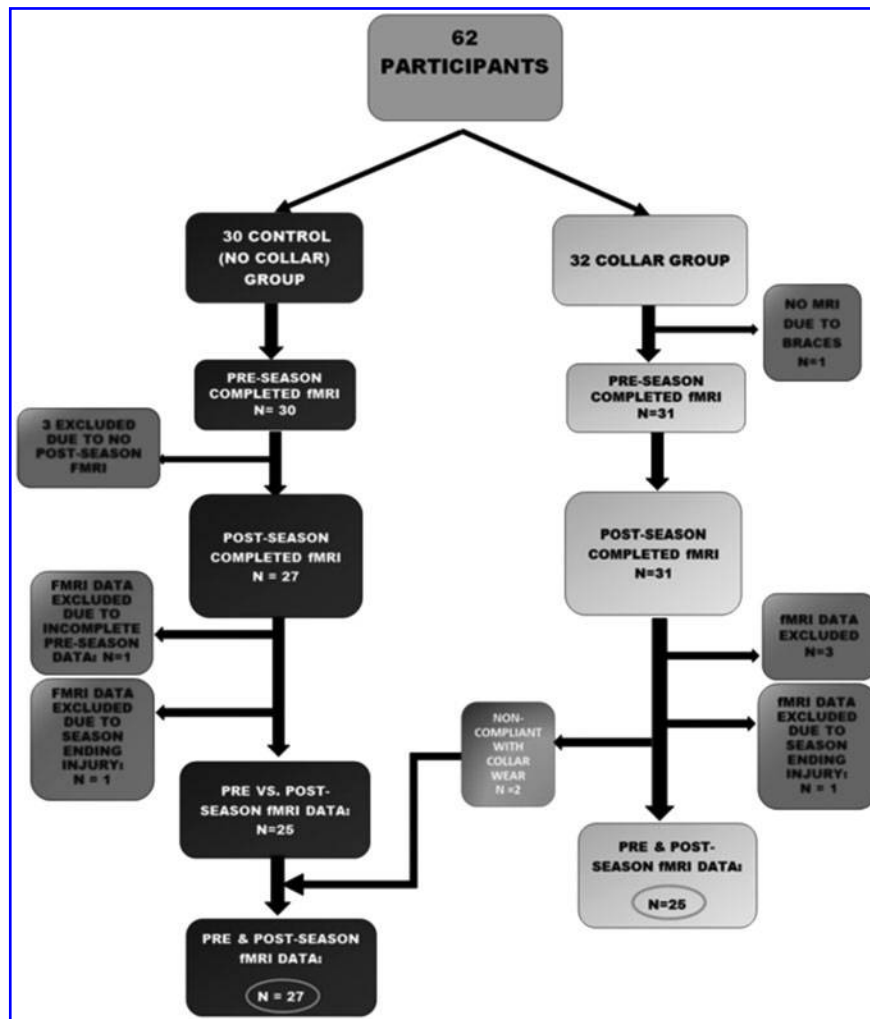 62
PARTICIPANTS
30 CONTROL
(NO COLLAR)
GROUP
32 COLLAR GROUP
NO MRI
DUE TO
BRACES
N=1
PRE-SEASON
COMPLETED fMRI
N= 30
PRE-SEASON
COMPLETED fMRI
N=31
3 EXCLUDED
DUE TO NO
POST-SEASON
FMRI
POST-SEASON
COMPLETED fMRI
N = 27
POST-SEASON
COMPLETED fMRI
N=31
FMRI DATA
EXCLUDED
DUE TO
INCOMPLETE
PRE-SEASON
DATA: N=1
fMRI DATA
EXCLUDED
N=3
FMRI DATA
EXCLUDED
DUE TO
SEASON
ENDING
INJURY:
N = 1
NON-
COMPLIANT
WITH
COLLAR
WEAR
N =2
fMRI DATA
EXCLUDED
DUE TO
SEASON
ENDING
INJURY:
N = 1
PRE VS. POST-
SEASON fMRI DATA:
N=25
PRE & POST-
SEASON fMRI DATA:
N=25
PRE & POST-SEASON
fMRI DATA:
N = 27